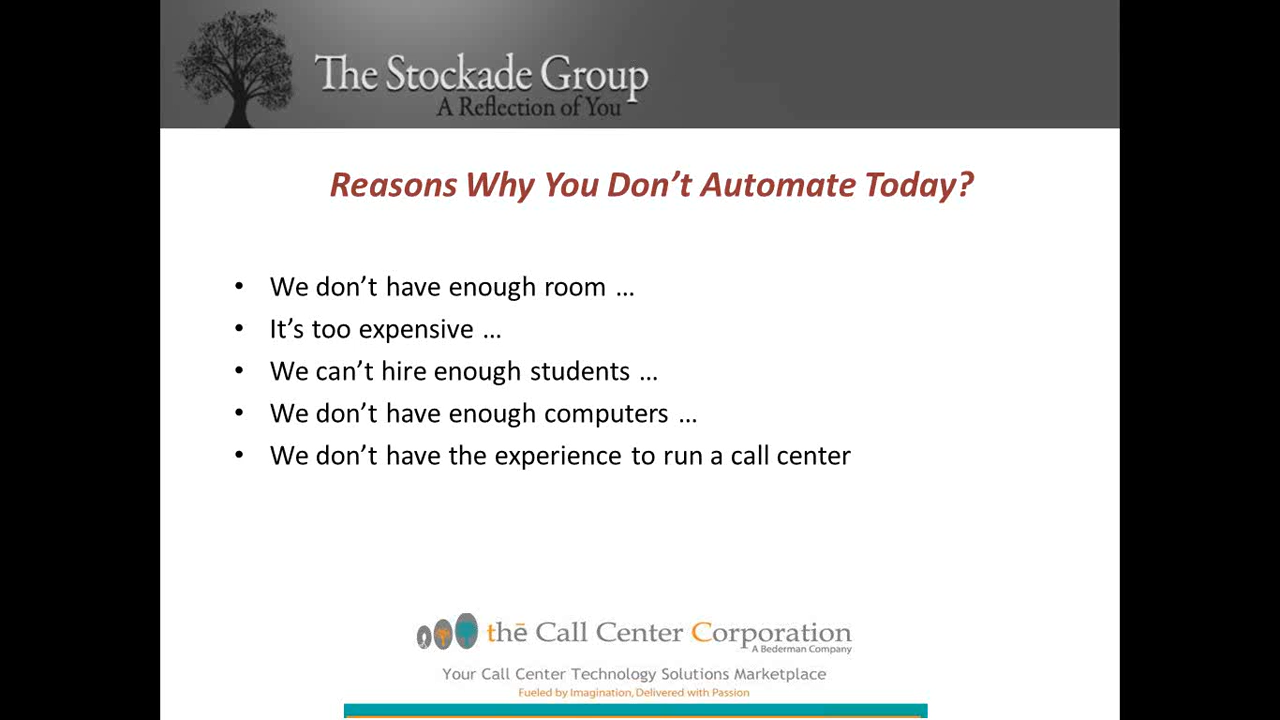 The Stockade Group
A Reflection of You
Reasons Why You Don't Automate Today?
• We don't have enough room …
• It's too expensive …
• We can't hire enough students …
• We don't have enough computers …
• We don't have the experience to run a call center
thē Call Center Corporation
A Bederman Company
Your Call Center Technology Solutions Marketplace
Fueled by Imagination, Delivered with Passion